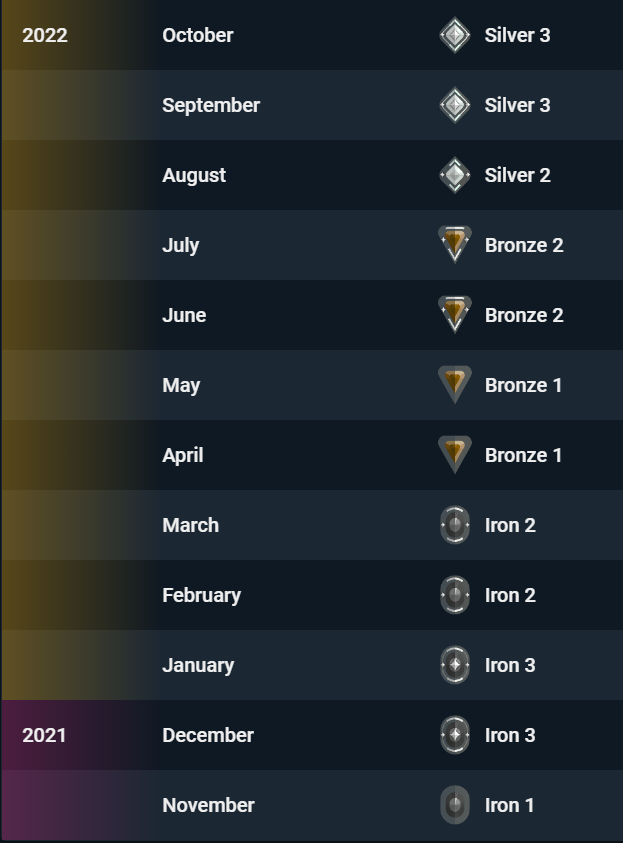 2022 October Silver 3
September Silver 3
August Silver 2
July Bronze 2
June Bronze 2
May Bronze 1
April Bronze 1
March Iron 2
February Iron 2
January Iron 3
2021 December Iron 3
November Iron 1